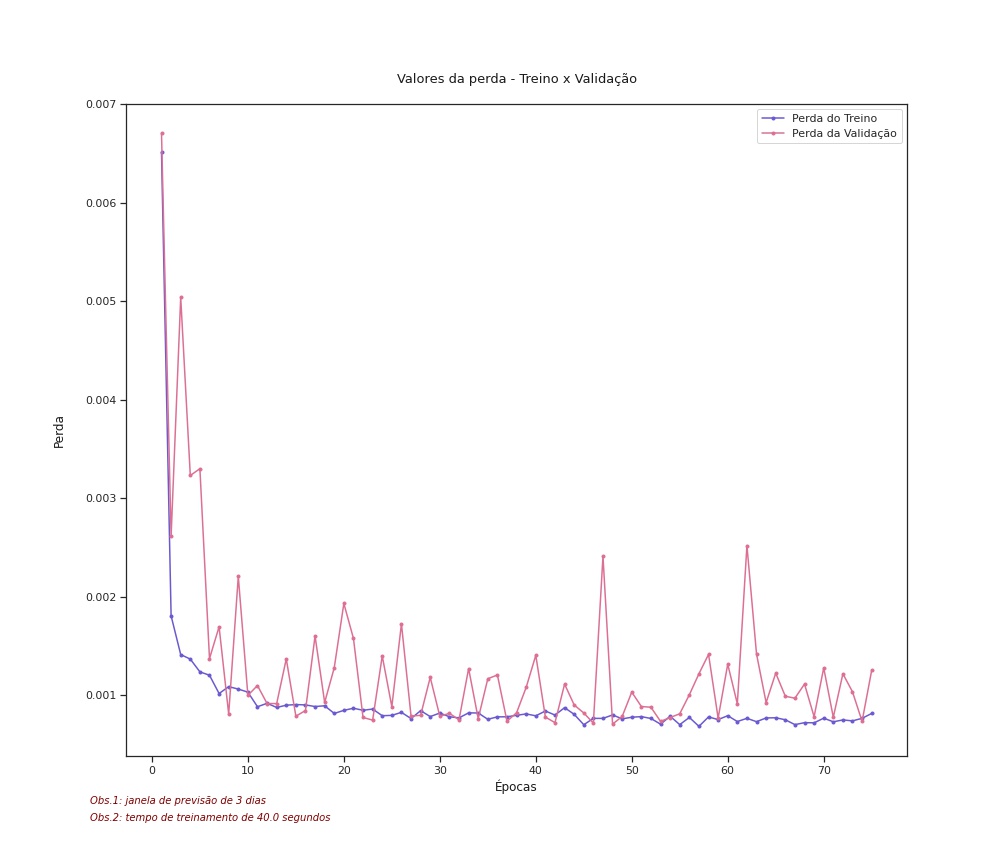 Valores da perda - Treino x Validação
Perda do Treino
Perda da Validação
0.007
0.006
0.005
0.004
0.003
0.002
0.001
Perda
0 10 20 30 40 50 60 70
Épocas
Obs.1: janela de previsão de 3 dias
Obs.2: tempo de treinamento de 40.0 segundos